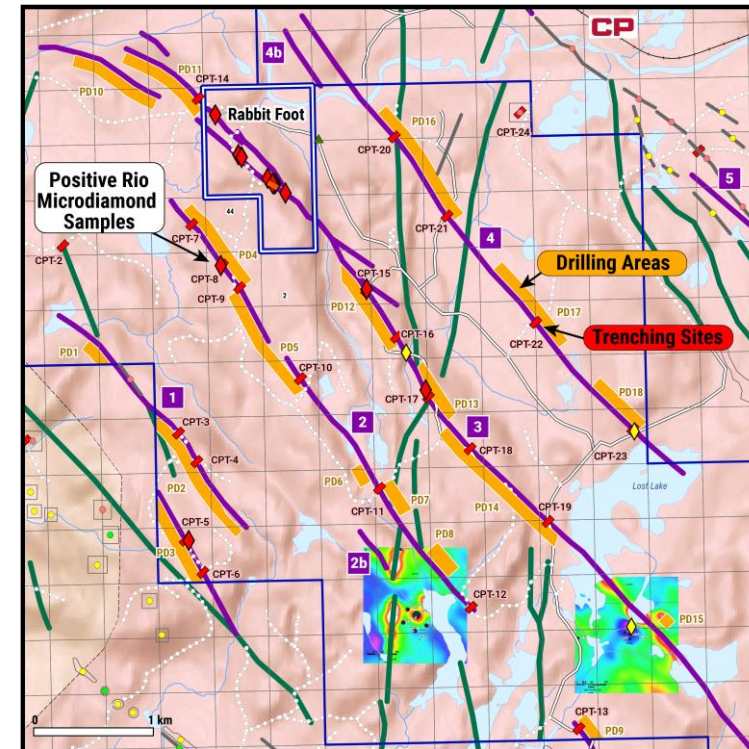 CP
4b
PD11
PD10
CPT-14
Rabbit Foot
PD16
CPT-24
CPT-20
5
Positive Rio
Microdiamond
Samples
44
CPT-7
CPT-21
CPT-2
PD4
4
CPT-8
CPT-15
Drilling Areas
CPT-9
2
PD12
PD17
CPT-16
Trenching Sites
CPT-22
PD1
PD5
CPT-10
PD18
1
CPT-17
PD13
CPT-3
2
3
CPT-23
CPT-18
CPT-4
PD6
Lost Lake
PD2
PD7
CPT-11
PD14
CPT-19
CPT-5
PD8
PD3
2b
CPT-6
CPT-12
PD15
CPT-13
0
1 km
PD9